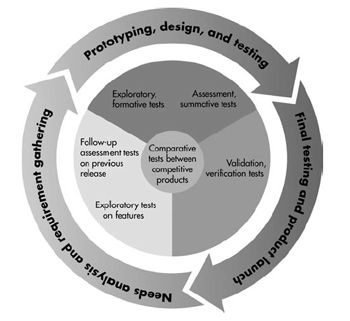 Prototyping, design, and testing
Exploratory,
formative tests
Assessment,
summative tests
Follow-up
assessment tests
on previous
release
Comparative
tests between
competitive
products
Validation,
verification tests
Exploratory tests
on features
Final testing and product launch
Needs analysis and requirement gathering